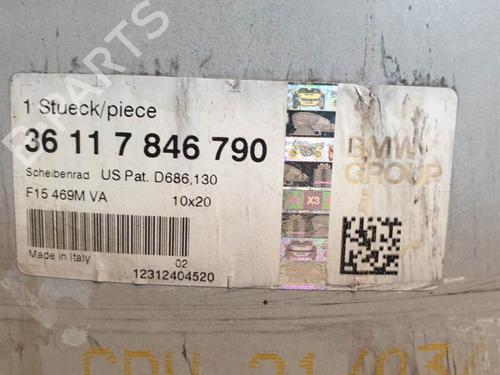 1 Stueck/piece
36 11 7 846 790
Scheibenrad US Pat. D686,130
F15 469M VA 10x20
Made in Italy 02
12312404520
BMW
GROUP
X3
B-PARTS